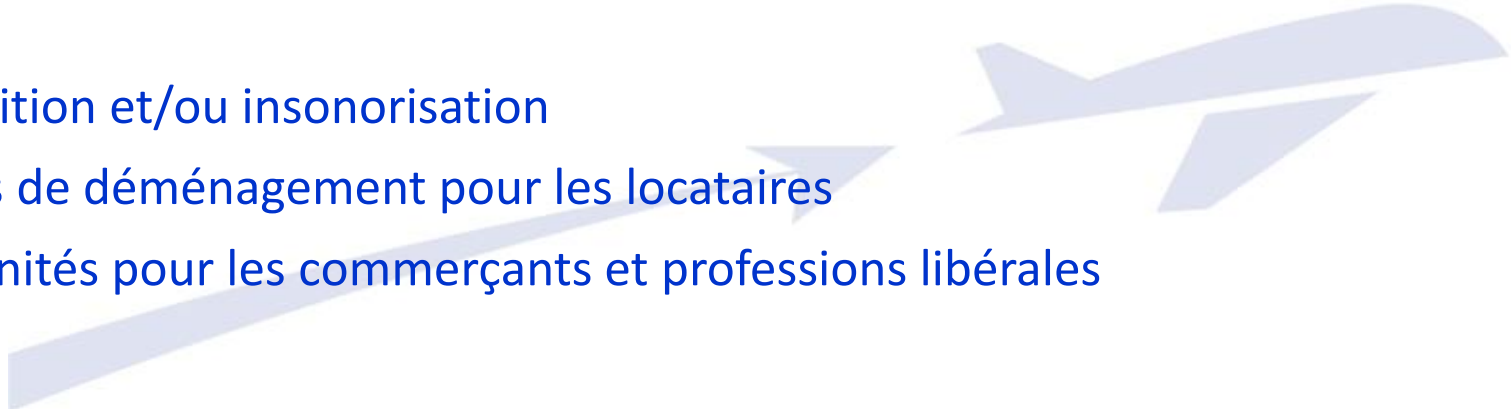 ition et/ou insonorisation
s de déménagement pour les locataires
nités pour les commerçants et professions libérales